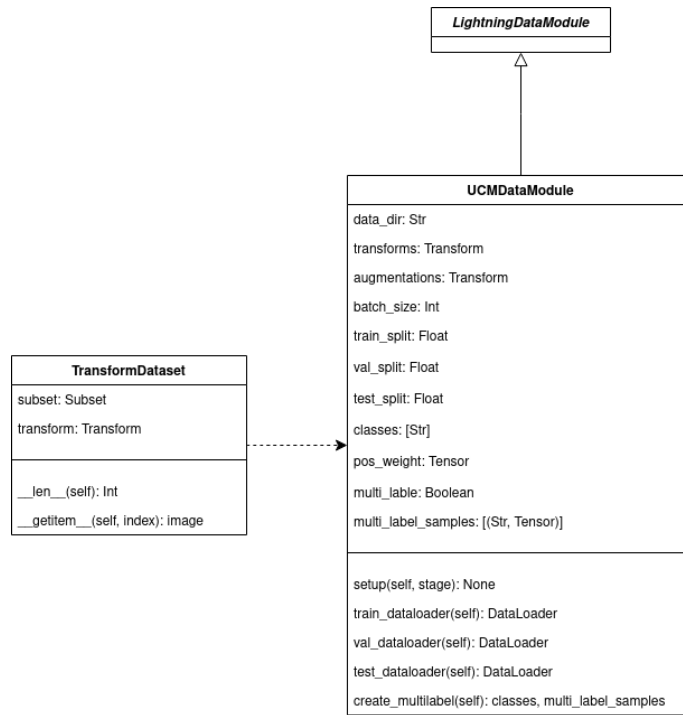 LightningDataModule
UCMDataModule
data_dir: Str
transforms: Transform
augmentations: Transform
batch_size: Int
train_split: Float
val_split: Float
test_split: Float
classes: [Str]
pos_weight: Tensor
multi_lable: Boolean
multi_label_samples: [(Str, Tensor)]
setup(self, stage): None
train_dataloader(self): DataLoader
val_dataloader(self): DataLoader
test_dataloader(self): DataLoader
create_multilabel(self): classes, multi_label_samples
TransformDataset
subset: Subset
transform: Transform
__len__(self): Int
__getitem__(self, index): image